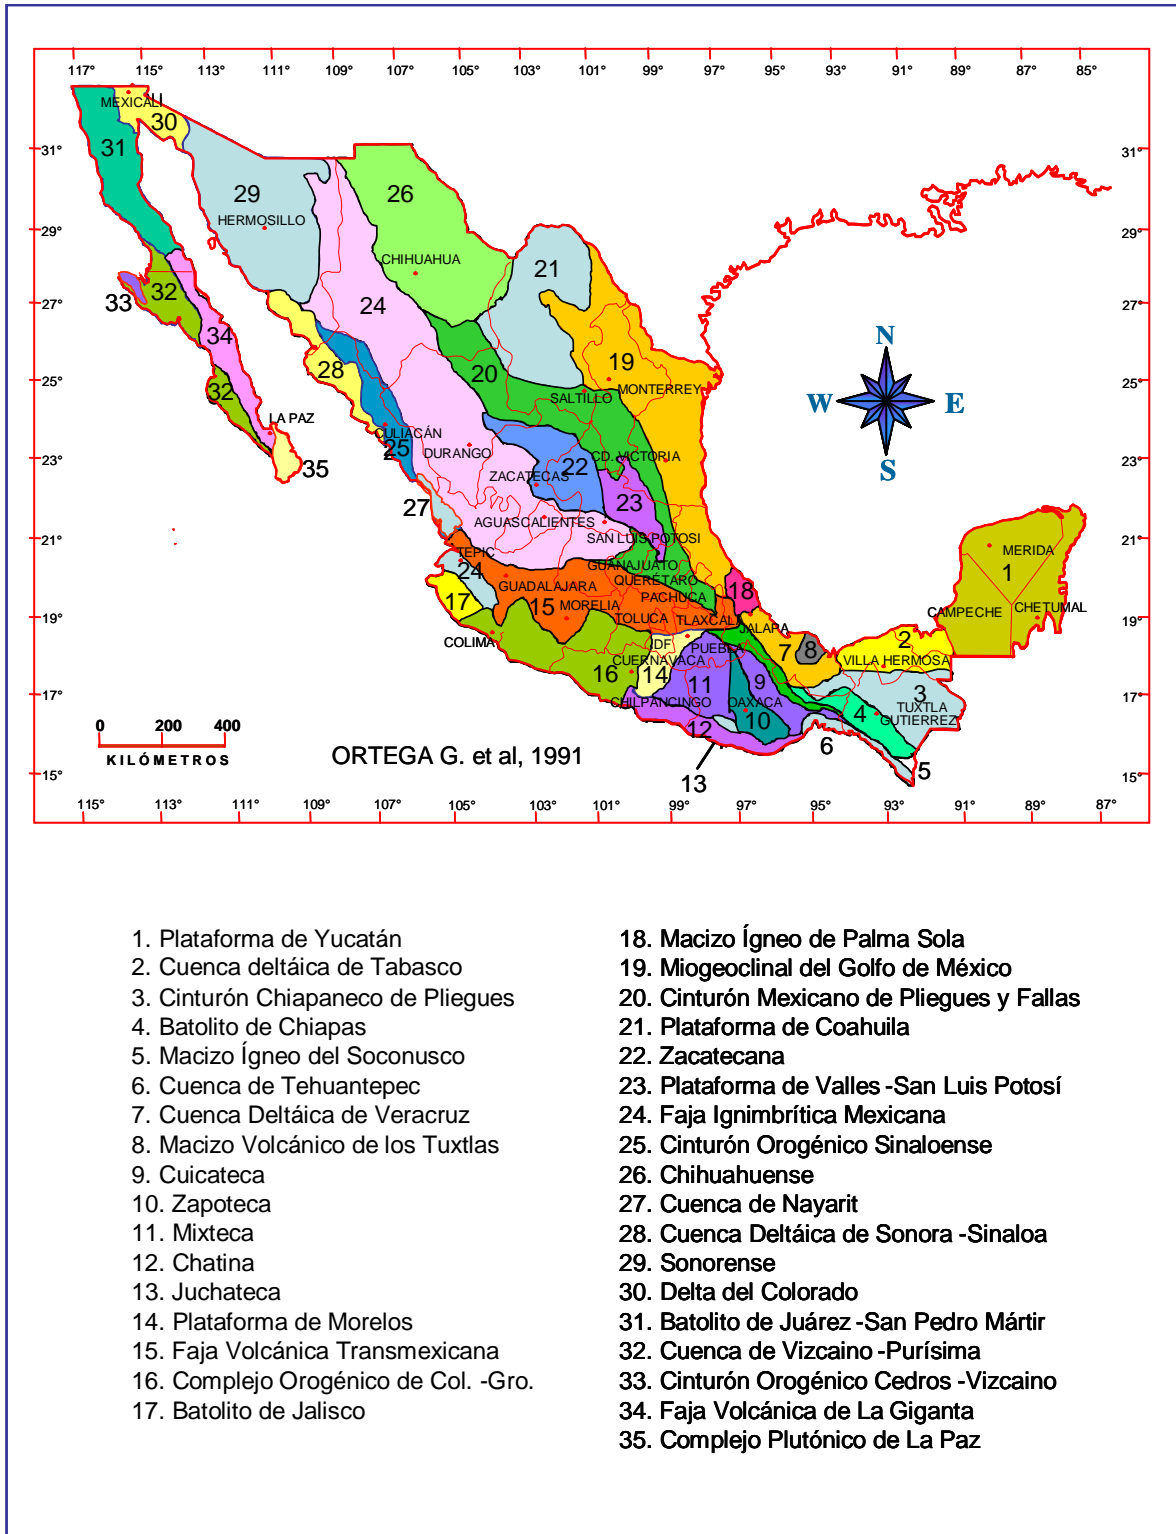 117° 115° 113° 111° 109° 107° 105° 103° 101° 99° 97° 95° 93° 91° 89° 87° 85°
MEXICALI
30
31
31° 31°
29
HERMOSILLO
26
29° 29°
CHIHUAHUA
21
32
33
27° 27°
24
34
19
N
28
20
MONTERREY
25° 25°
32
SALTILLO
W E
LA PAZ
CULIACÁN
25
DURANGO
CD. VICTORIA
S
23° 23°
35
22
ZACATECAS
27
23
AGUASCALIENTES
SAN LUIS POTOSI
21° 21°
TEPIC
MERIDA
24
GUANAJUATO
1
GUADALAJARA
QUERÉTARO
18
17
15
MORELIA
PACHUCA
CAMPECHE
CHETUMAL
19° 19°
TOLUCA
TLAXCALA
JALAPA
COLIMA
DF
PUEBLA
7
8
2
VILLA HERMOSA
CUERNAVACA
16
14
11
9
3
17° 17°
CHILPANCINGO
OAXACA
TUXTLA
GUTIERREZ
4
10
12
6
0 200 400
KILÓMETROS
ORTEGA G. et al, 1991
13
5
15° 15°
115° 113° 111° 109° 107° 105° 103° 101° 99° 97° 95° 93° 91° 89° 87°
1. Plataforma de Yucatán
2. Cuenca deltáica de Tabasco
3. Cinturón Chiapaneco de Pliegues
4. Batolito de Chiapas
5. Macizo Ígneo del Soconusco
6. Cuenca de Tehuantepec
7. Cuenca Deltáica de Veracruz
8. Macizo Volcánico de los Tuxtlas
9. Cuicateca
10. Zapoteca
11. Mixteca
12. Chatina
13. Juchateca
14. Plataforma de Morelos
15. Faja Volcánica Transmexicana
16. Complejo Orogénico de Col. -Gro.
17. Batolito de Jalisco
18. Macizo Ígneo de Palma Sola
19. Miogeoclinal del Golfo de México
20. Cinturón Mexicano de Pliegues y Fallas
21. Plataforma de Coahuila
22. Zacatecana
23. Plataforma de Valles -San Luis Potosí
24. Faja Ignimbrítica Mexicana
25. Cinturón Orogénico Sinaloense
26. Chihuahuense
27. Cuenca de Nayarit
28. Cuenca Deltáica de Sonora -Sinaloa
29. Sonorense
30. Delta del Colorado
31. Batolito de Juárez -San Pedro Mártir
32. Cuenca de Vizcaino -Purísima
33. Cinturón Orogénico Cedros -Vizcaino
34. Faja Volcánica de La Giganta
35. Complejo Plutónico de La Paz